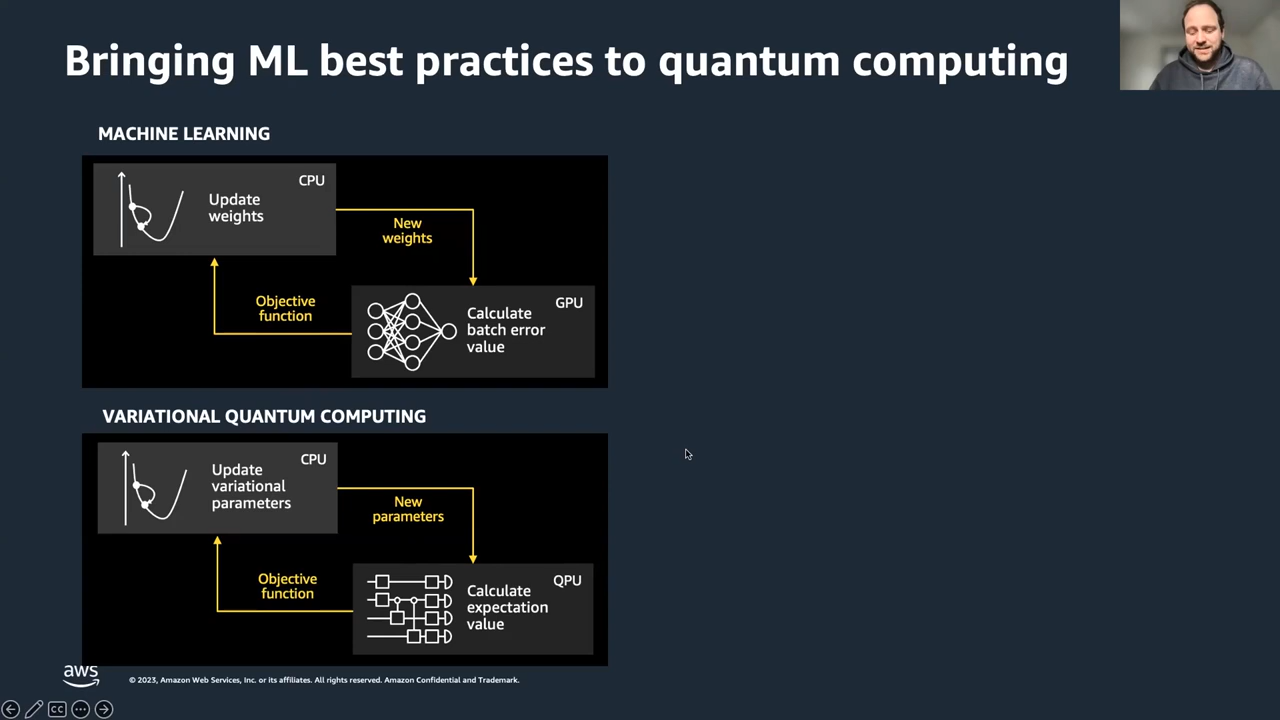 Bringing ML best practices to quantum computing
MACHINE LEARNING
CPU
Update
weights
New
weights
Objective
function
GPU
Calculate
batch error
value
VARIATIONAL QUANTUM COMPUTING
CPU
Update
variational
parameters
New
parameters
Objective
function
QPU
Calculate
expectation
value
aws
© 2023, Amazon Web Services, Inc. or its affiliates. All rights reserved. Amazon Confidential and Trademark.
CC